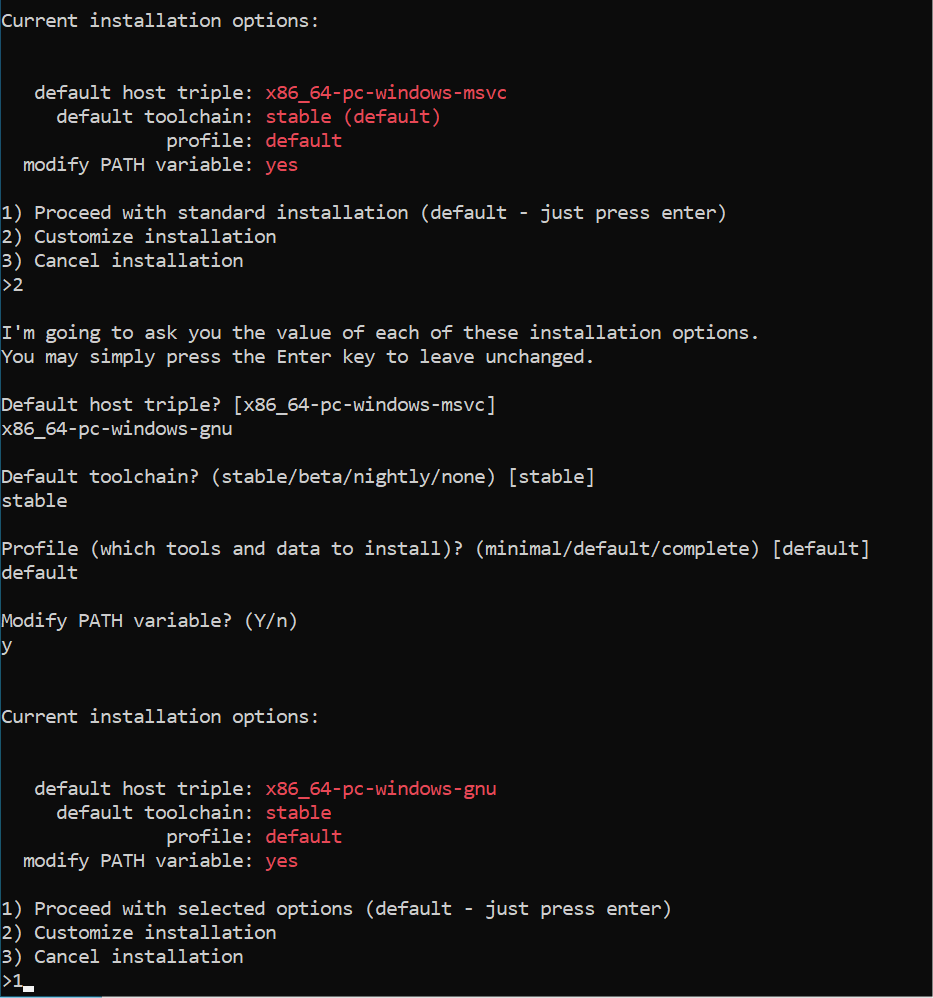 Current installation options:
default host triple: x86_64-pc-windows-msvc
default toolchain: stable (default)
profile: default
modify PATH variable: yes
1) Proceed with standard installation (default - just press enter)
2) Customize installation
3) Cancel installation
>2
I'm going to ask you the value of each of these installation options.
You may simply press the Enter key to leave unchanged.
Default host triple? [x86_64-pc-windows-msvc]
x86_64-pc-windows-gnu
Default toolchain? (stable/beta/nightly/none) [stable]
stable
Profile (which tools and data to install)? (minimal/default/complete) [default]
default
Modify PATH variable? (Y/n)
y
Current installation options:
default host triple: x86_64-pc-windows-gnu
default toolchain: stable
profile: default
modify PATH variable: yes
1) Proceed with selected options (default - just press enter)
2) Customize installation
3) Cancel installation
>1